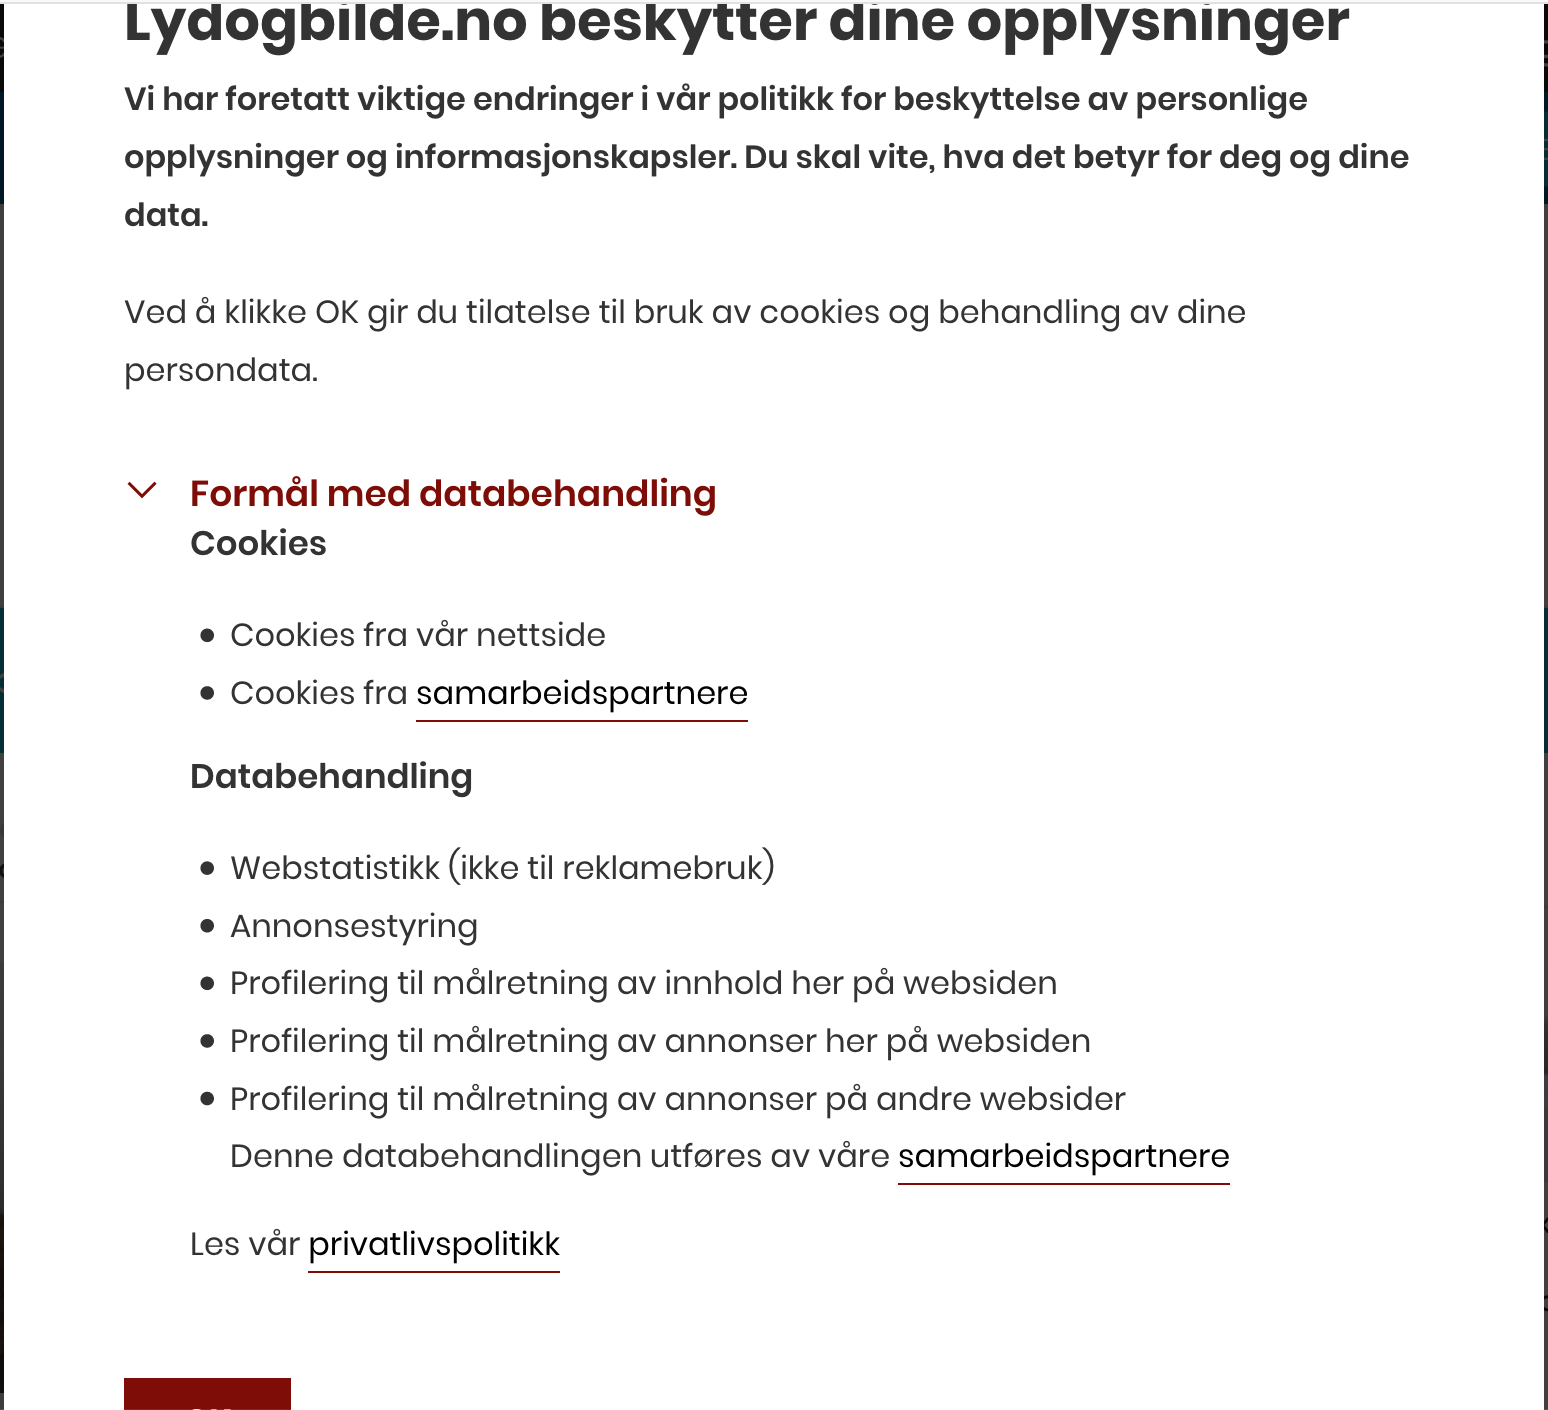 Lydogbilde.no beskytter dine opplysninger
Vi har foretatt viktige endringer i vår politikk for beskyttelse av personlige
opplysninger og informasjonskapsler. Du skal vite, hva det betyr for deg og dine
data.
Ved å klikke OK gir du tilatelse til bruk av cookies og behandling av dine
persondata.
Formål med databehandling
Cookies
Cookies fra vår nettside
Cookies fra samarbeidspartnere
Databehandling
Webstatistikk (ikke til reklamebruk)
Annonsestyring
Profilering til målretning av innhold her på websiden
Profilering til målretning av annonser her på websiden
Profilering til målretning av annonser på andre websider
Denne databehandlingen utføres av våre samarbeidspartnere
Les vår privatlivspolitikk